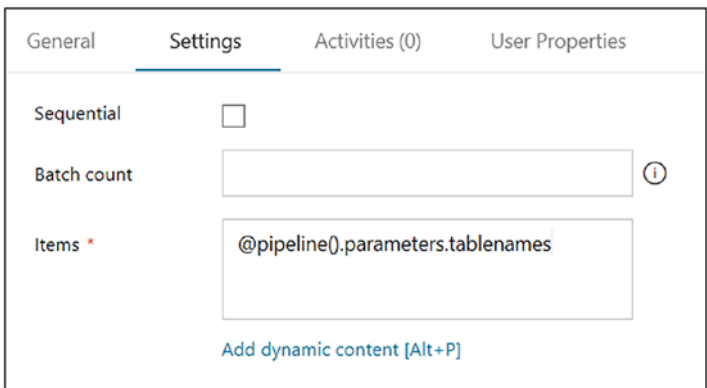 General Settings Activities (0) User Properties
Sequential
Batch count
Items * @pipeline().parameters.tablenames
Add dynamic content [Alt+P]